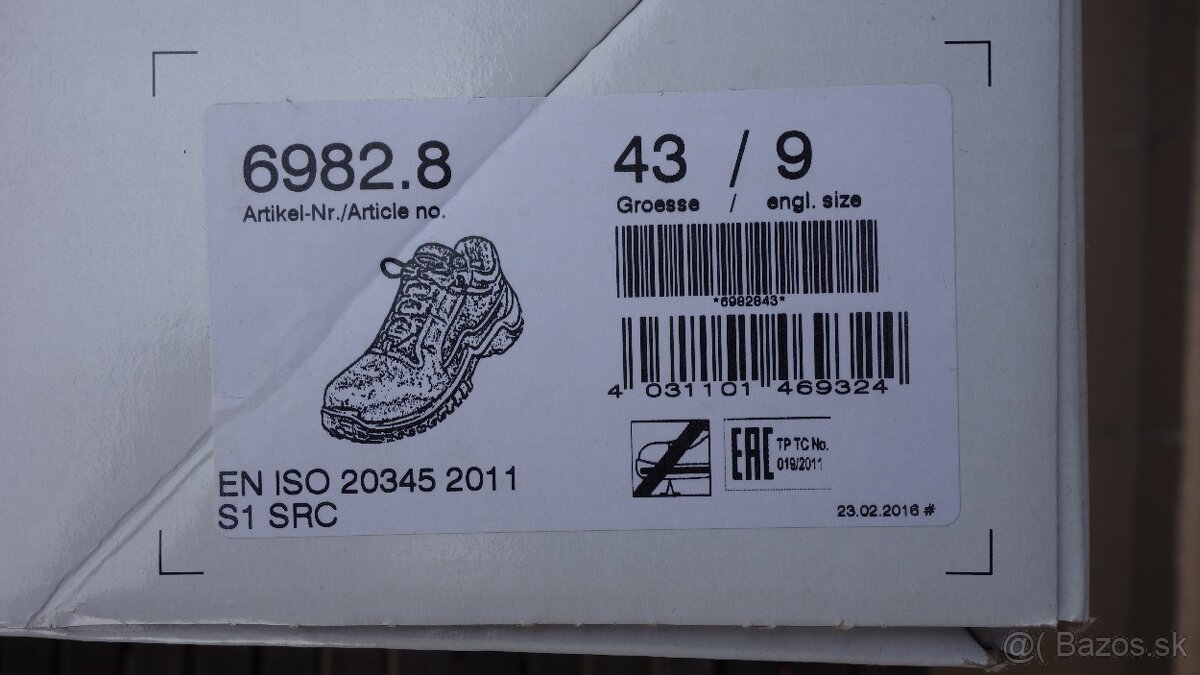 6982.8
Artikel-Nr./Article no.
43 / 9
Groesse / engl. size
*6982843*
4 031101 469324
EAC TP TC No.
019/2011
EN ISO 20345 2011
S1 SRC
23.02.2016 #
@( Bazos.sk